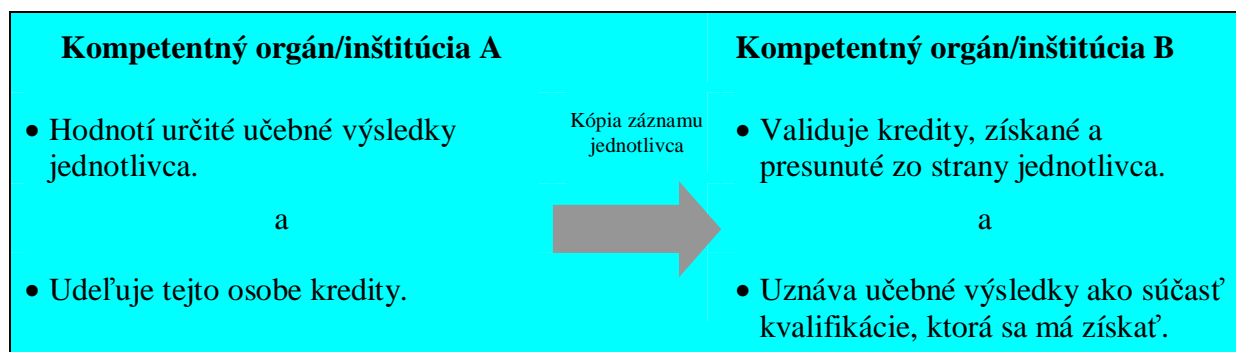 Kompetentný orgán/inštitúcia A
• Hodnotí určité učebné výsledky
jednotlivca.
a
• Udeľuje tejto osobe kredity.
Kópia záznamu
jednotlivca
Kompetentný orgán/inštitúcia B
• Validuje kredity, získané a
presunuté zo strany jednotlivca.
a
• Uznáva učebné výsledky ako súčasť
kvalifikácie, ktorá sa má získať.